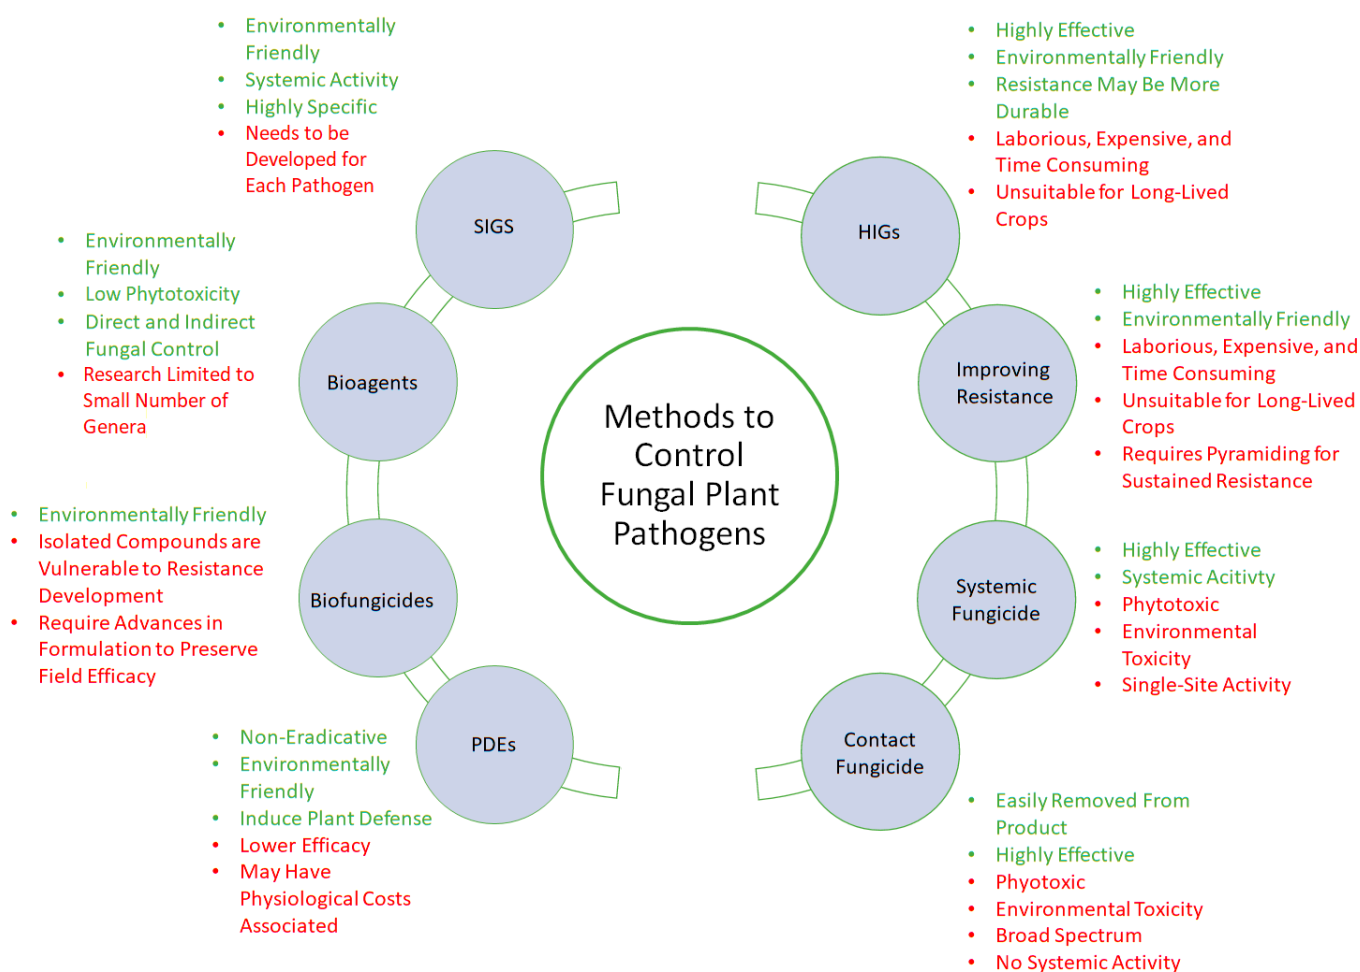 Environmentally
Friendly
Systemic Activity
Highly Specific
Needs to be
Developed for
Each Pathogen
SIGS
Environmentally
Friendly
Low Phytotoxicity
Direct and Indirect
Fungal Control
Research Limited to
Small Number of
Genera
Bioagents
Environmentally Friendly
Isolated Compounds are
Vulnerable to Resistance
Development
Require Advances in
Formulation to Preserve
Field Efficacy
Biofungicides
Non-Eradicative
Environmentally
Friendly
Induce Plant Defense
Lower Efficacy
May Have
Physiological Costs
Associated
PDEs
Methods to
Control
Fungal Plant
Pathogens
Highly Effective
Environmentally Friendly
Resistance May Be More
Durable
Laborious, Expensive, and
Time Consuming
Unsuitable for Long-Lived
Crops
HIGs
Highly Effective
Environmentally Friendly
Laborious, Expensive, and
Time Consuming
Unsuitable for Long-Lived
Crops
Requires Pyramiding for
Sustained Resistance
Improving
Resistance
Highly Effective
Systemic Acitivty
Phytotoxic
Environmental
Toxicity
Single-Site Activity
Systemic
Fungicide
Contact
Fungicide
Easily Removed From
Product
Highly Effective
Phyotoxic
Environmental Toxicity
Broad Spectrum
No Systemic Activity